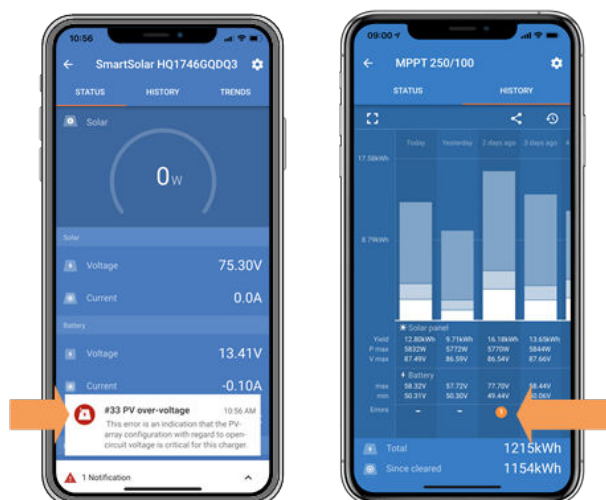 10:56
SmartSolar HQ1746GQDQ3
STATUS HISTORY TRENDS
Solar
0W
Solar
Voltage 75.30V
Current 0.0A
Battery
Voltage 13.41V
Current -0.10A
#33 PV over-voltage 10:56 AM
This error is an indication that the PV-
array configuration with regard to open-
circuit voltage is critical for this charger.
1 Notification
09:00
MPPT 250/100
STATUS HISTORY
Today Yesterday 2 days ago 3 days ago 4
17.58kWh
8.79kWh
Solar panel
Yield 12.80kWh 9.71kWh 16.18kWh 13.65kWh
P max 5832W 5772W 5770W 5844W
V max 87.49V 86.59V 86.54V 87.66V
Battery
max 58.32V 57.72V 77.70V 58.44V
min 50.31V 50.30V 49.44V
Errors – –
Total 1215kWh
Since cleared 1154kWh